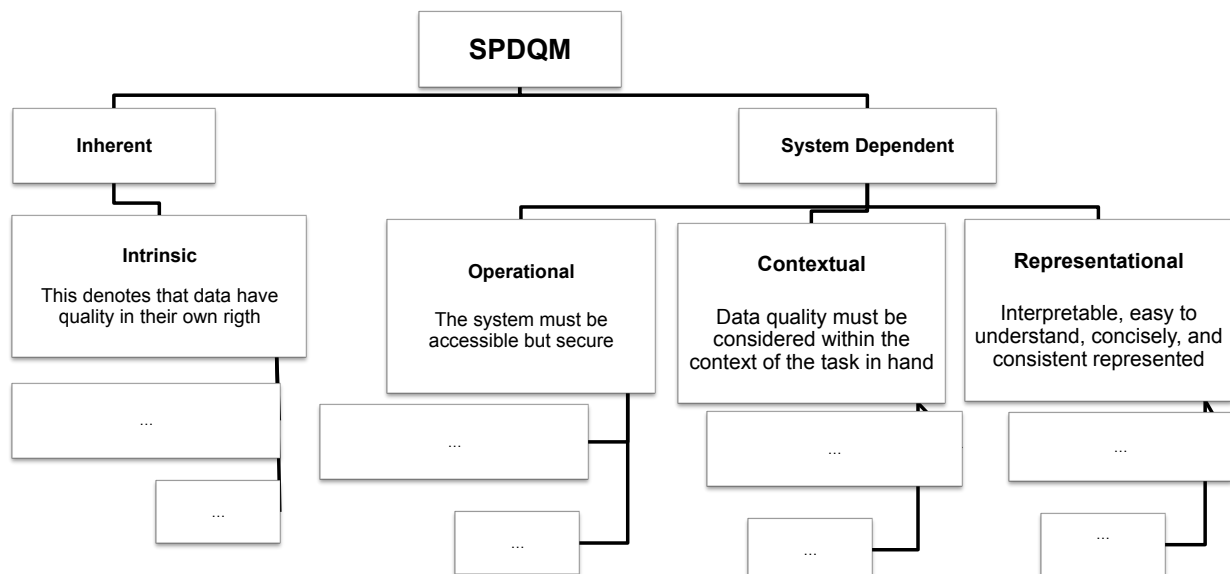 SPDQM
Inherent
System Dependent
Intrinsic
This denotes that data have
quality in their own rigth
Operational
The system must be
accessible but secure
Contextual
Data quality must be
considered within the
context of the task in hand
Representational
Interpretable, easy to
understand, concisely, and
consistent represented
...
...
...
...
...
...
...
...